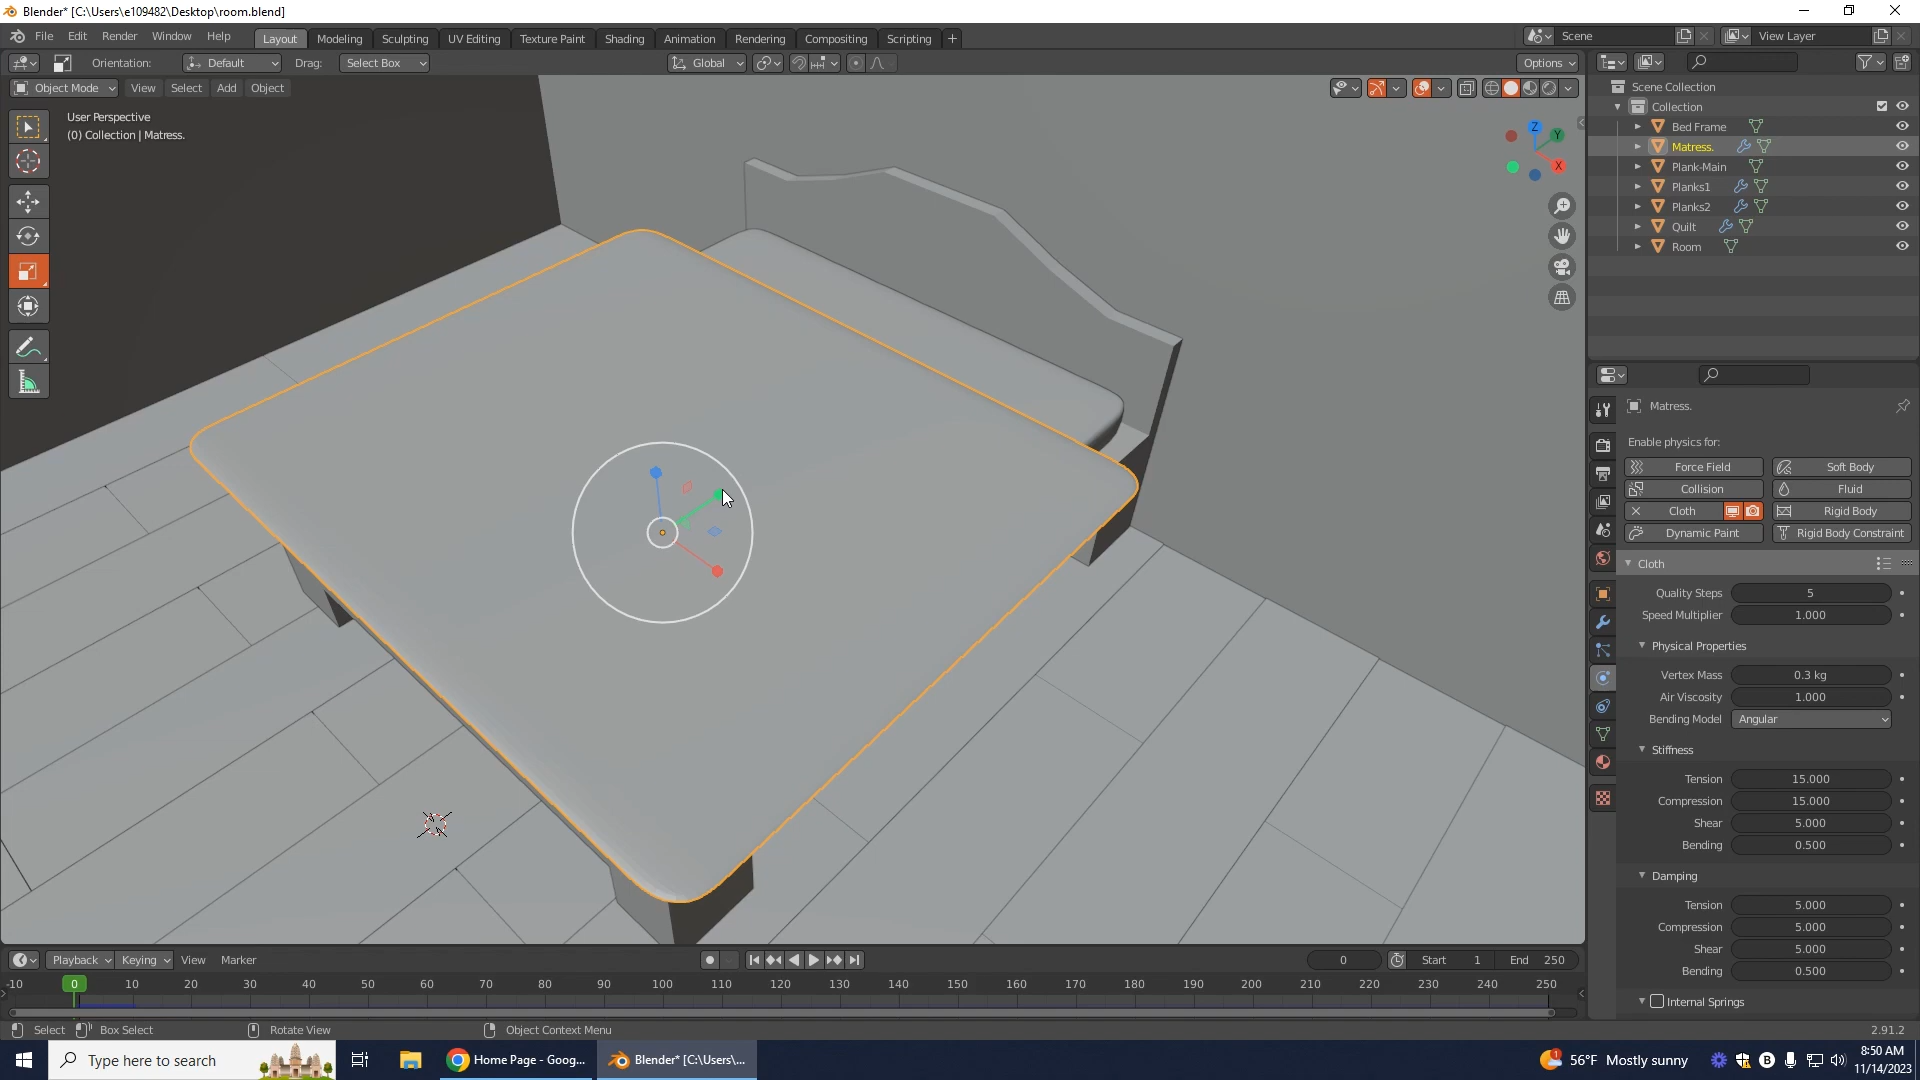 Blender* [C:\Users\e109482\Desktop\room.blend]
File Edit Render Window Help Layout Modeling Sculpting UV Editing Texture Paint Shading Animation Rendering Compositing Scripting + Scene View Layer
Orientation: Default Drag: Select Box Global Options
Object Mode View Select Add Object
User Perspective
(0) Collection | Matress.
Z
Y
X
Scene Collection
Collection
Bed Frame
Matress.
Plank-Main
Planks1
Planks2
Quilt
Room
Matress.
Enable physics for:
Force Field Soft Body
Collision Fluid
Cloth Rigid Body
Dynamic Paint Rigid Body Constraint
Cloth
Quality Steps 5
Speed Multiplier 1.000
Physical Properties
Vertex Mass 0.3 kg
Air Viscosity 1.000
Bending Model Angular
Stiffness
Tension 15.000
Compression 15.000
Shear 5.000
Bending 0.500
Damping
Tension 5.000
Compression 5.000
Shear 5.000
Bending 0.500
Internal Springs
Playback Keying View Marker 0 Start 1 End 250
-10 0 10 20 30 40 50 60 70 80 90 100 110 120 130 140 150 160 170 180 190 200 210 220 230 240 250
Select Box Select Rotate View Object Context Menu 2.91.2
Type here to search Home Page - Goog... Blender* [C:\Users\... 1 56°F Mostly sunny B 8:50 AM
11/14/2023